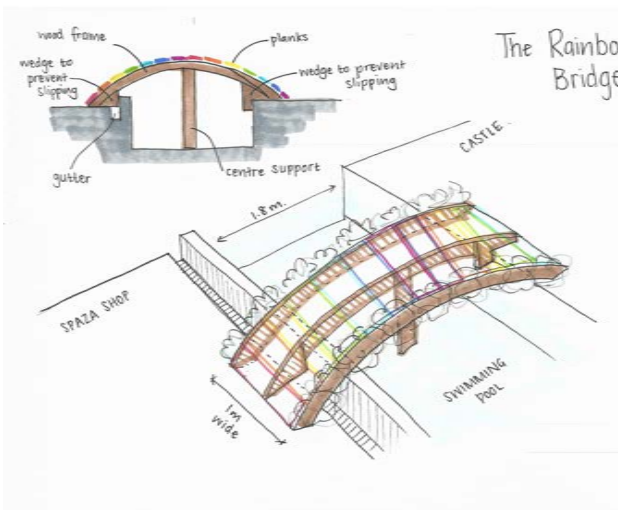 wood frame
planks
wedge to
prevent
slipping
wedge to prevent
slipping
gutter
centre support
The Rainbo
Bridge
CASTLE
1.8 m.
SPAZA SHOP
1m
wide
SWIMMING
POOL